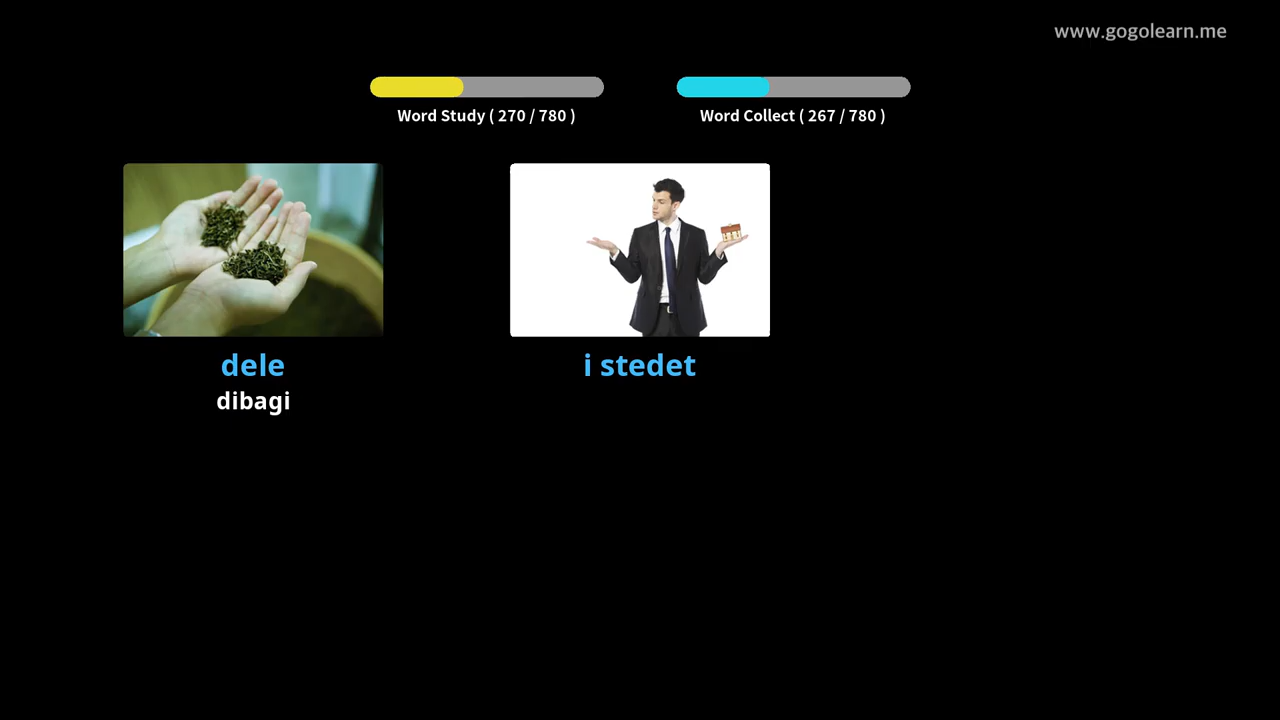 www.gogolearn.me
Word Study ( 270 / 780 )
Word Collect ( 267 / 780 )
dele
dibagi
i stedet